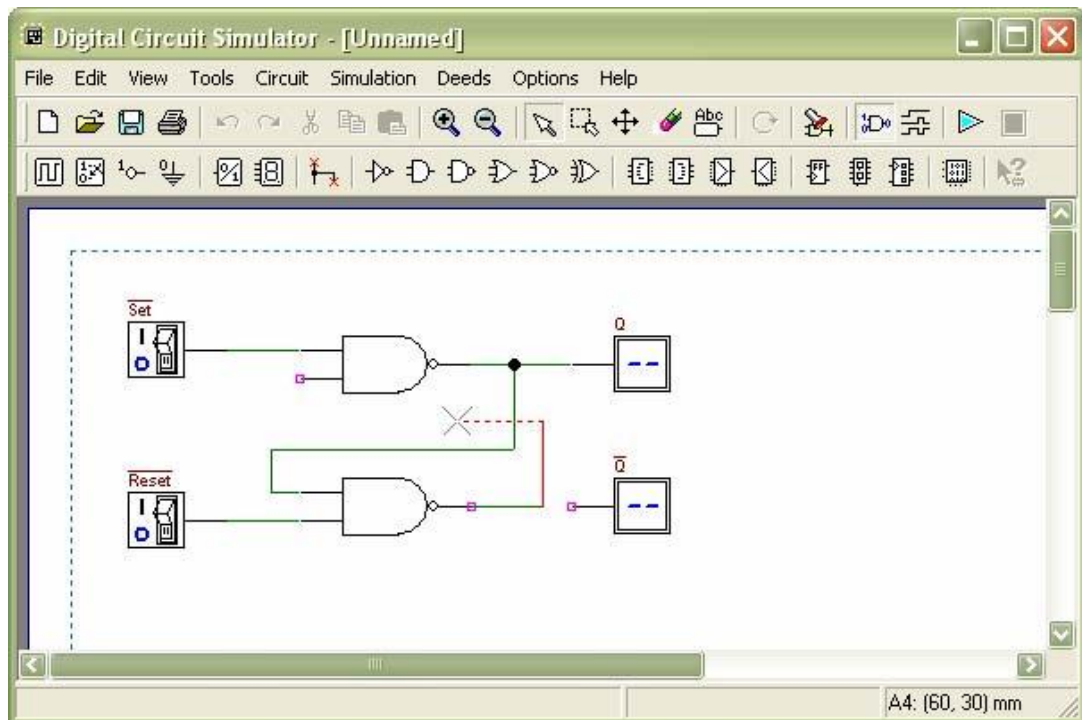 Digital Circuit Simulator - [Unnamed]
File Edit View Tools Circuit Simulation Deeds Options Help
Abc
Set
Q
Reset
Q
A4: (60, 30) mm